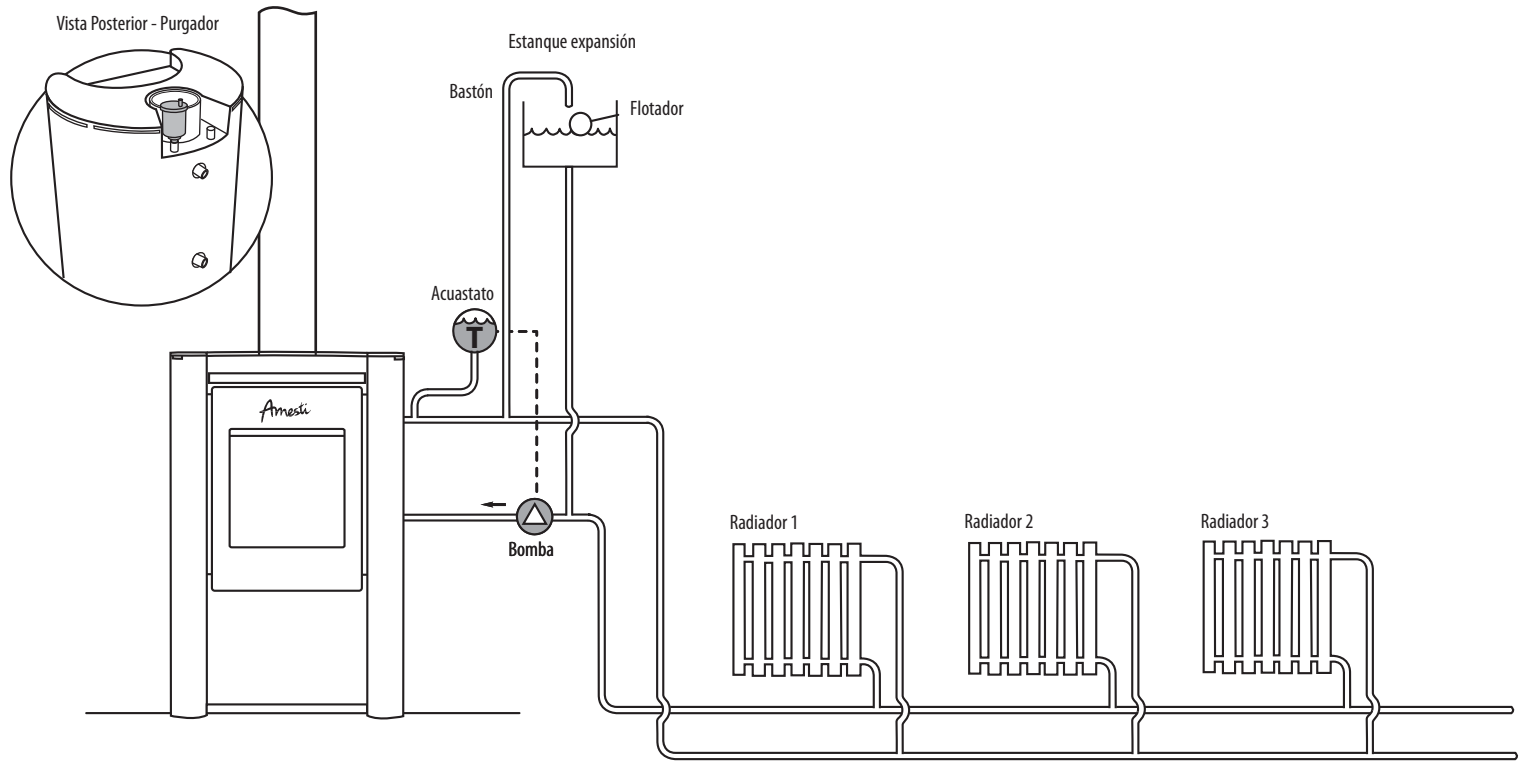 Vista Posterior - Purgador
Estanque expansión
Bastón
Flotador
Acuastato
T
Amesti
Bomba
Radiador 1
Radiador 2
Radiador 3